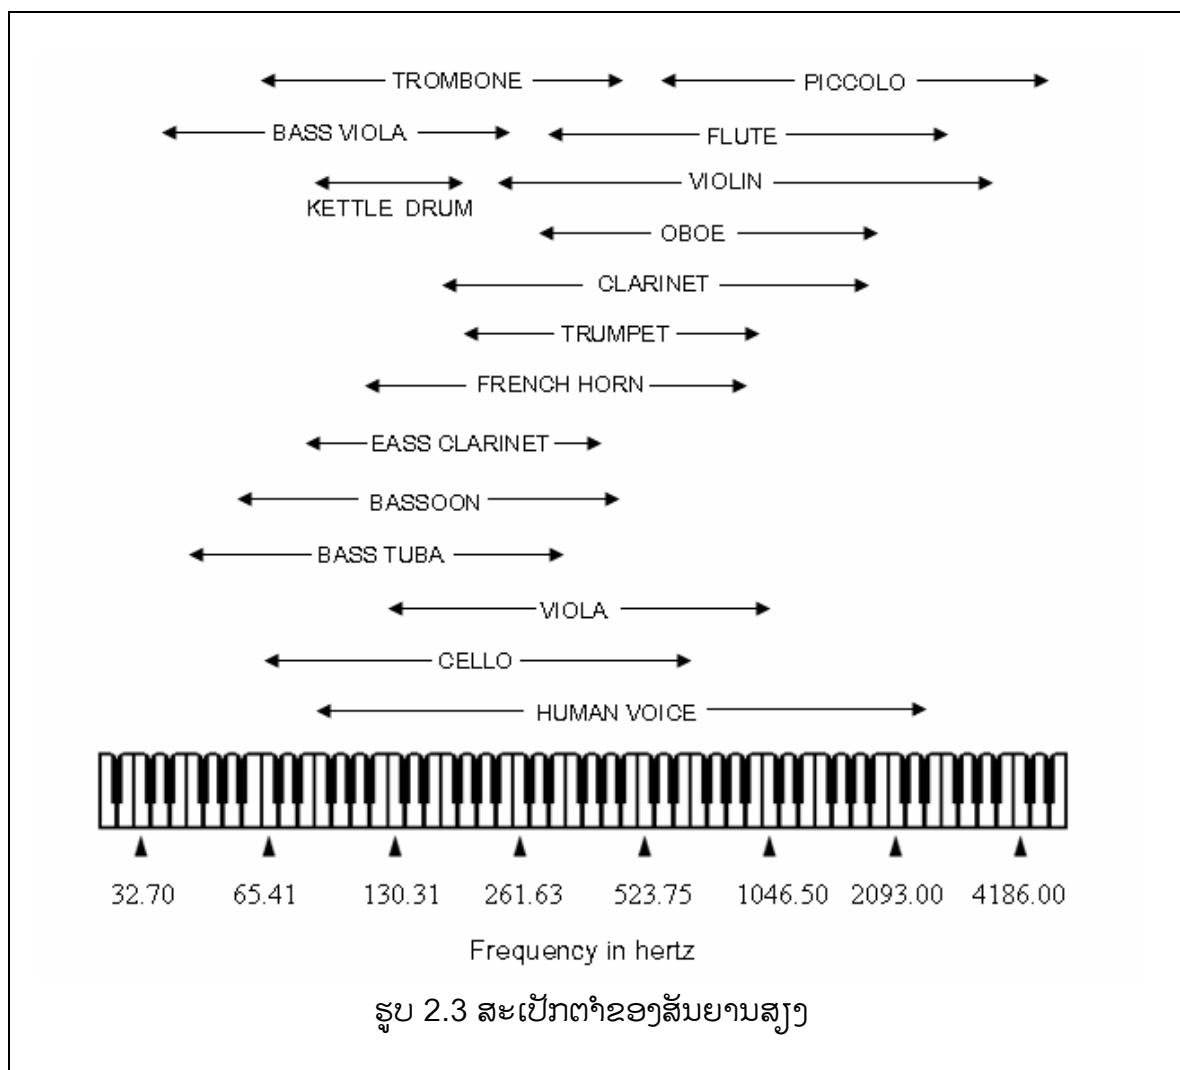 TROMBONE PICCOLO
BASS VIOLA FLUTE
VIOLIN
KETTLE DRUM
OBOE
CLARINET
TRUMPET
FRENCH HORN
EASS CLARINET
BASSOON
BASS TUBA
VIOLA
CELLO
HUMAN VOICE
32.70 65.41 130.31 261.63 523.75 1046.50 2093.00 4186.00
Frequency in hertz
ຮູບ 2.3 ສະເປັກຕຳຂອງສັນຍານສຽງ